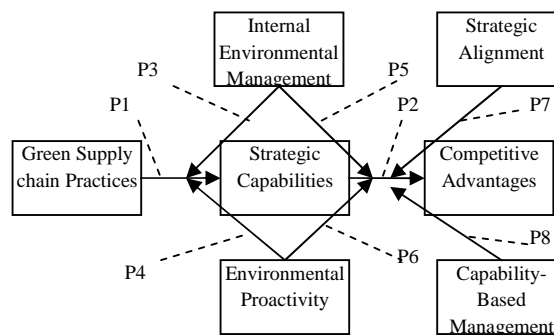 Internal
Environmental
Management
Strategic
Alignment
P3
P5
P1
P2
P7
Green Supply
chain Practices
Strategic
Capabilities
Competitive
Advantages
P4
P6
P8
Environmental
Proactivity
Capability-
Based
Management